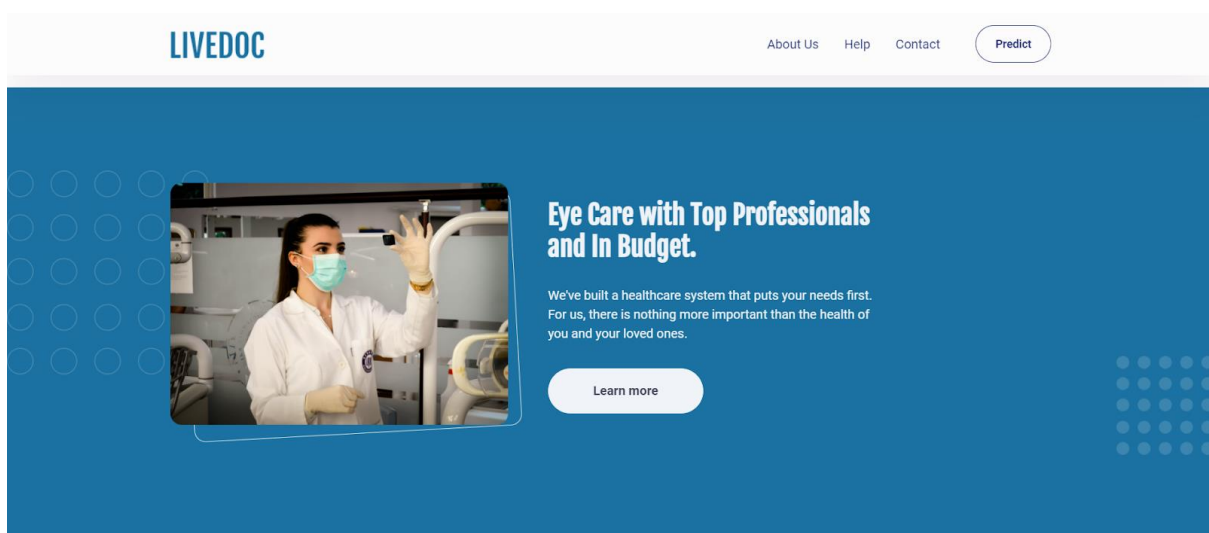 LIVEDOC
About Us Help Contact Predict
Eye Care with Top Professionals
and In Budget.
We've built a healthcare system that puts your needs first.
For us, there is nothing more important than the health of
you and your loved ones.
Learn more